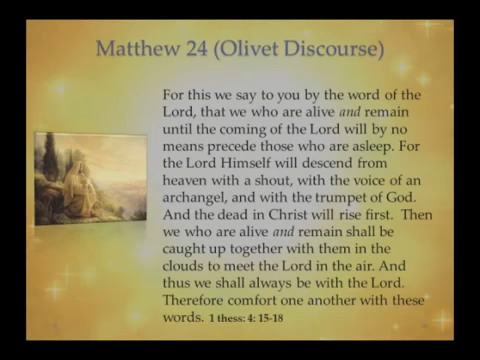 Matthew 24 (Olivet Discourse)
For this we say to you by the word of the
Lord, that we who are alive and remain
until the coming of the Lord will by no
means precede those who are asleep. For
the Lord Himself will descend from
heaven with a shout, with the voice of an
archangel, and with the trumpet of God.
And the dead in Christ will rise first.  Then
we who are alive and remain shall be
caught up together with them in the
clouds to meet the Lord in the air. And
thus we shall always be with the Lord.
Therefore comfort one another with these
words. 1 thess: 4: 15-18